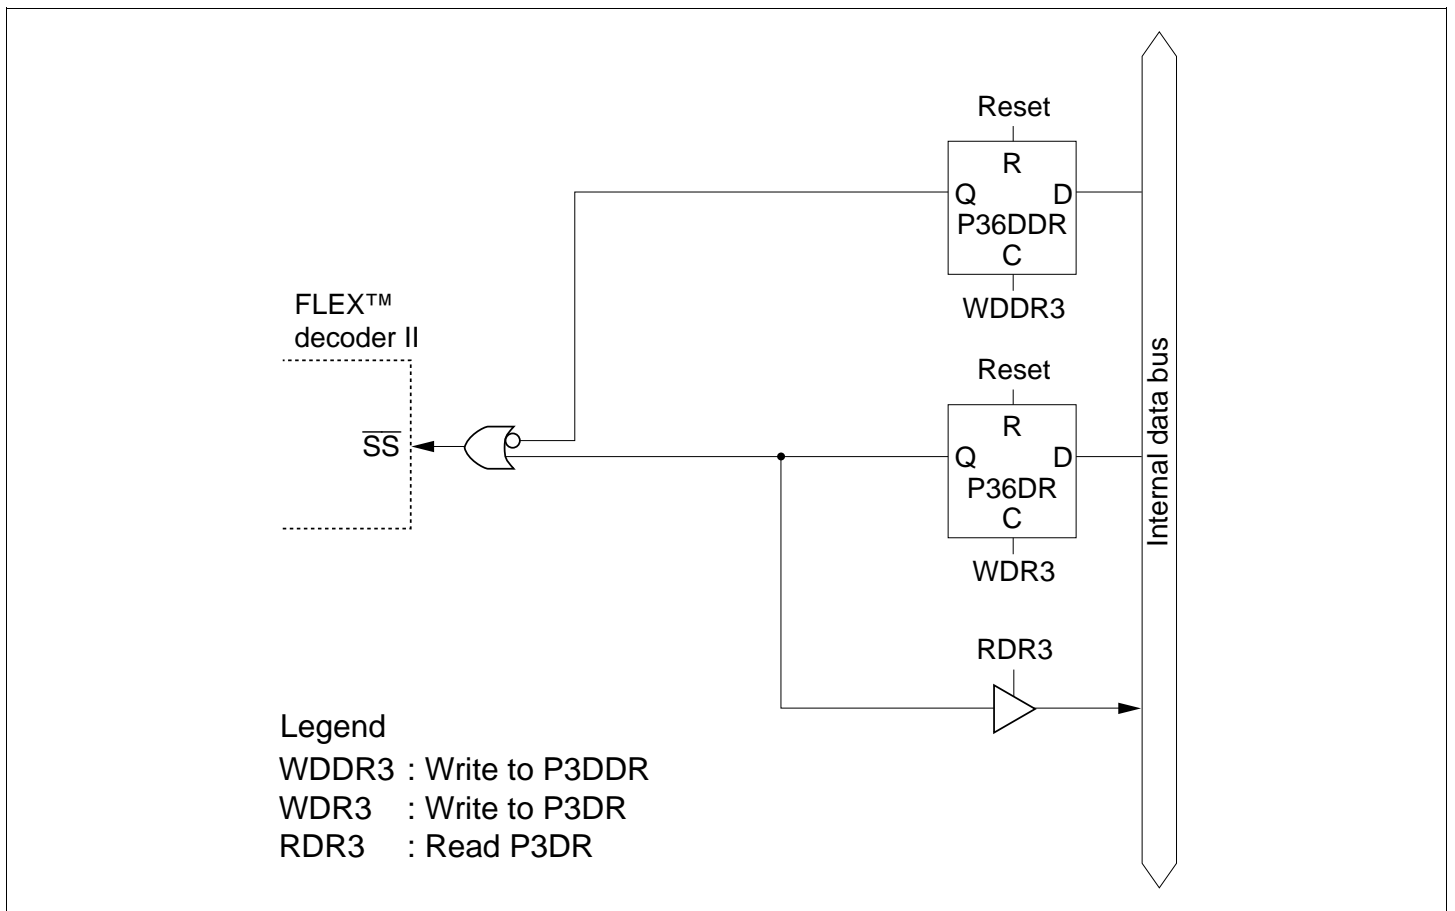 Reset
R
Q D
P36DDR
C
WDDR3
FLEX™
decoder II
Reset
R
SS
Q D
P36DR
C
WDR3
Internal data bus
RDR3
Legend
WDDR3 : Write to P3DDR
WDR3 : Write to P3DR
RDR3 : Read P3DR